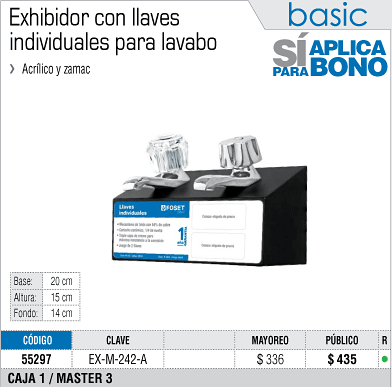 Exhibidor con llaves
individuales para lavabo
basic
SÍ APLICA
PARA BONO
❯ Acrílico y zamac
Llaves
individuales
FOSET
1
Base: 20 cm
Altura: 15 cm
Fondo: 14 cm
CÓDIGO CLAVE MAYOREO PÚBLICO R
55297 EX-M-242-A $ 336 $ 435 ●
CAJA 1 / MASTER 3